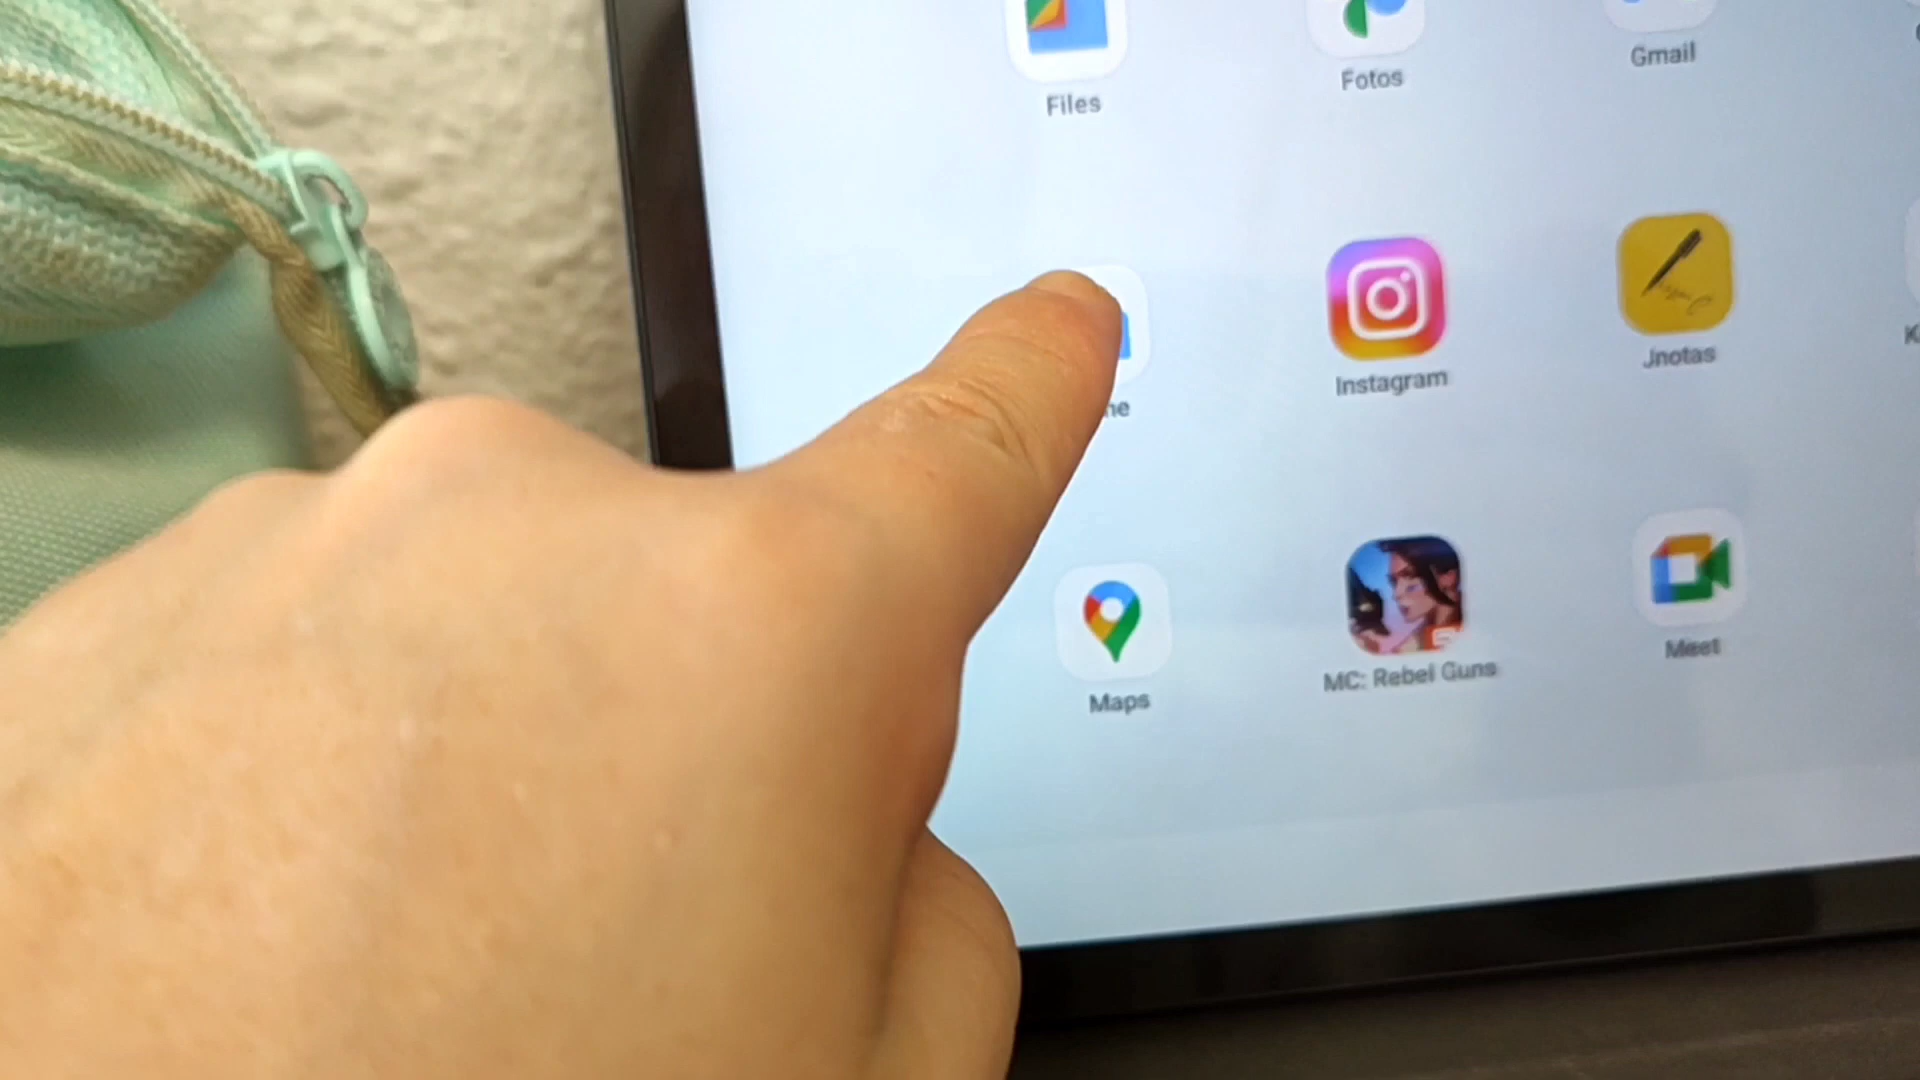 Files
Fotos
Gmail
Instagram
Jnotas
Maps
MC: Rebel Guns
Meet